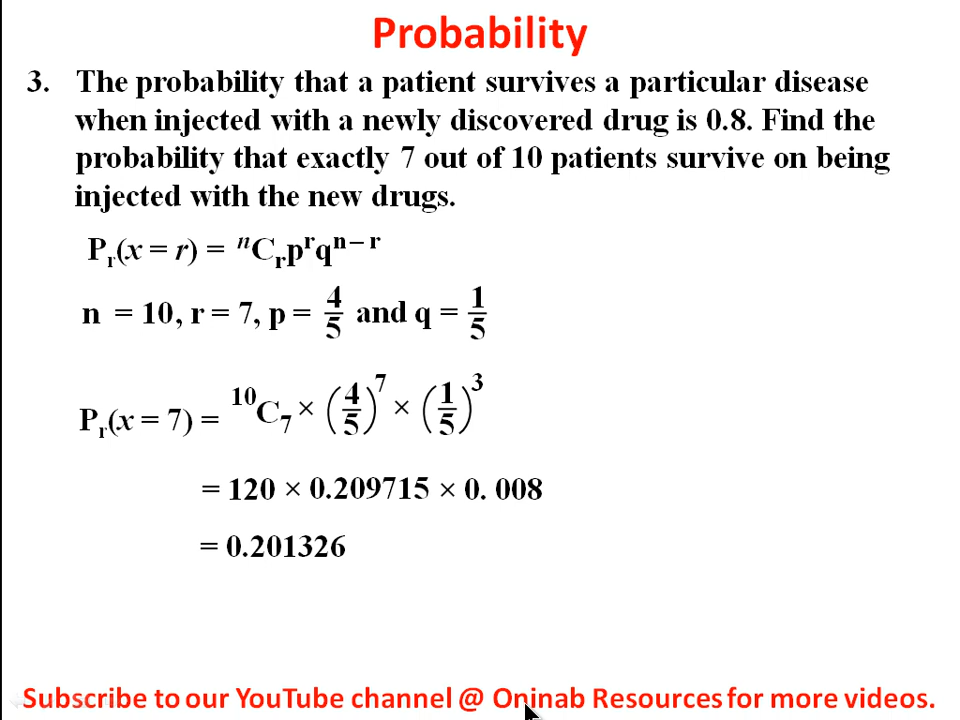 Probability
3. The probability that a patient survives a particular disease
when injected with a newly discovered drug is 0.8. Find the
probability that exactly 7 out of 10 patients survive on being
injected with the new drugs.
Pᵣ(x = r) = ⁿCᵣpʳqⁿ⁻ʳ
n = 10, r = 7, p = 4/5 and q = 1/5
Pᵣ(x = 7) = ¹⁰C₇ × (4/5)⁷ × (1/5)³
= 120 × 0.209715 × 0. 008
= 0.201326
Subscribe to our YouTube channel @ Oninab Resources for more videos.